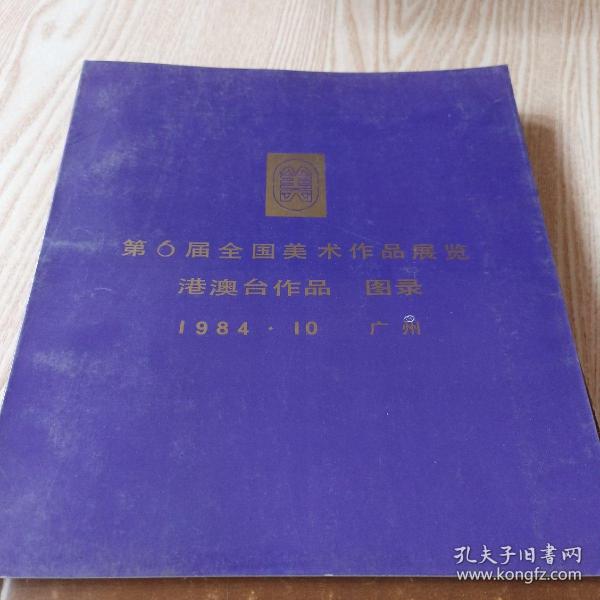 美
第6届全国美术作品展览
港澳台作品 图录
1984·10 广州
孔夫子旧书网
www.kongfz.com